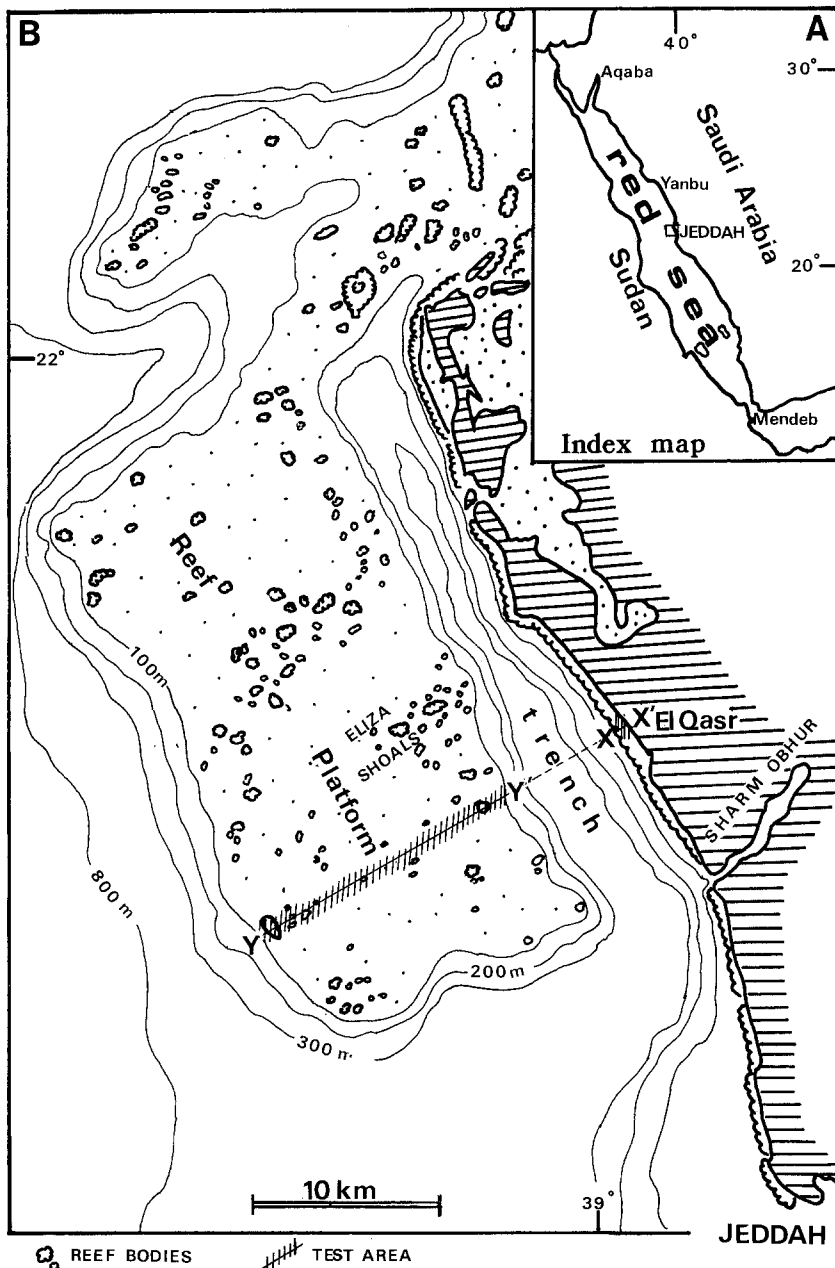 B
A
40°
30°
Aqaba
Saudi Arabia
red sea
Yanbu
JEDDAH
Sudan
20°
Mendeb
Index map
22°
Reef
Platform
100m
ELIZA
SHOALS
trench
X
X'
El Qasr
SHARM OBHUR
Y'
Y
800 m
200m
300 m
10 km
39°
JEDDAH
REEF BODIES
TEST AREA